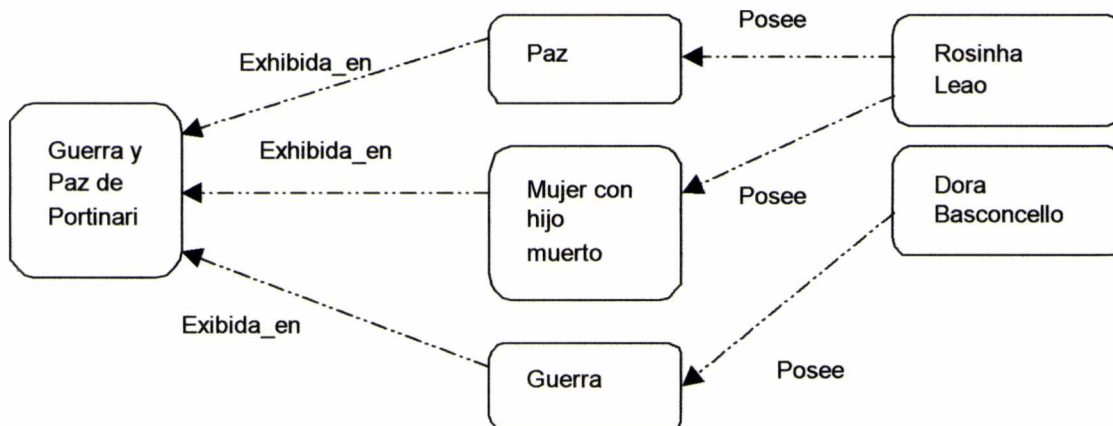 Posee
Paz
Rosinha
Leao
Exhibida_en
Guerra y
Paz de
Portinari
Exhibida_en
Mujer con
hijo
muerto
Posee
Dora
Basconcello
Exibida_en
Guerra
Posee